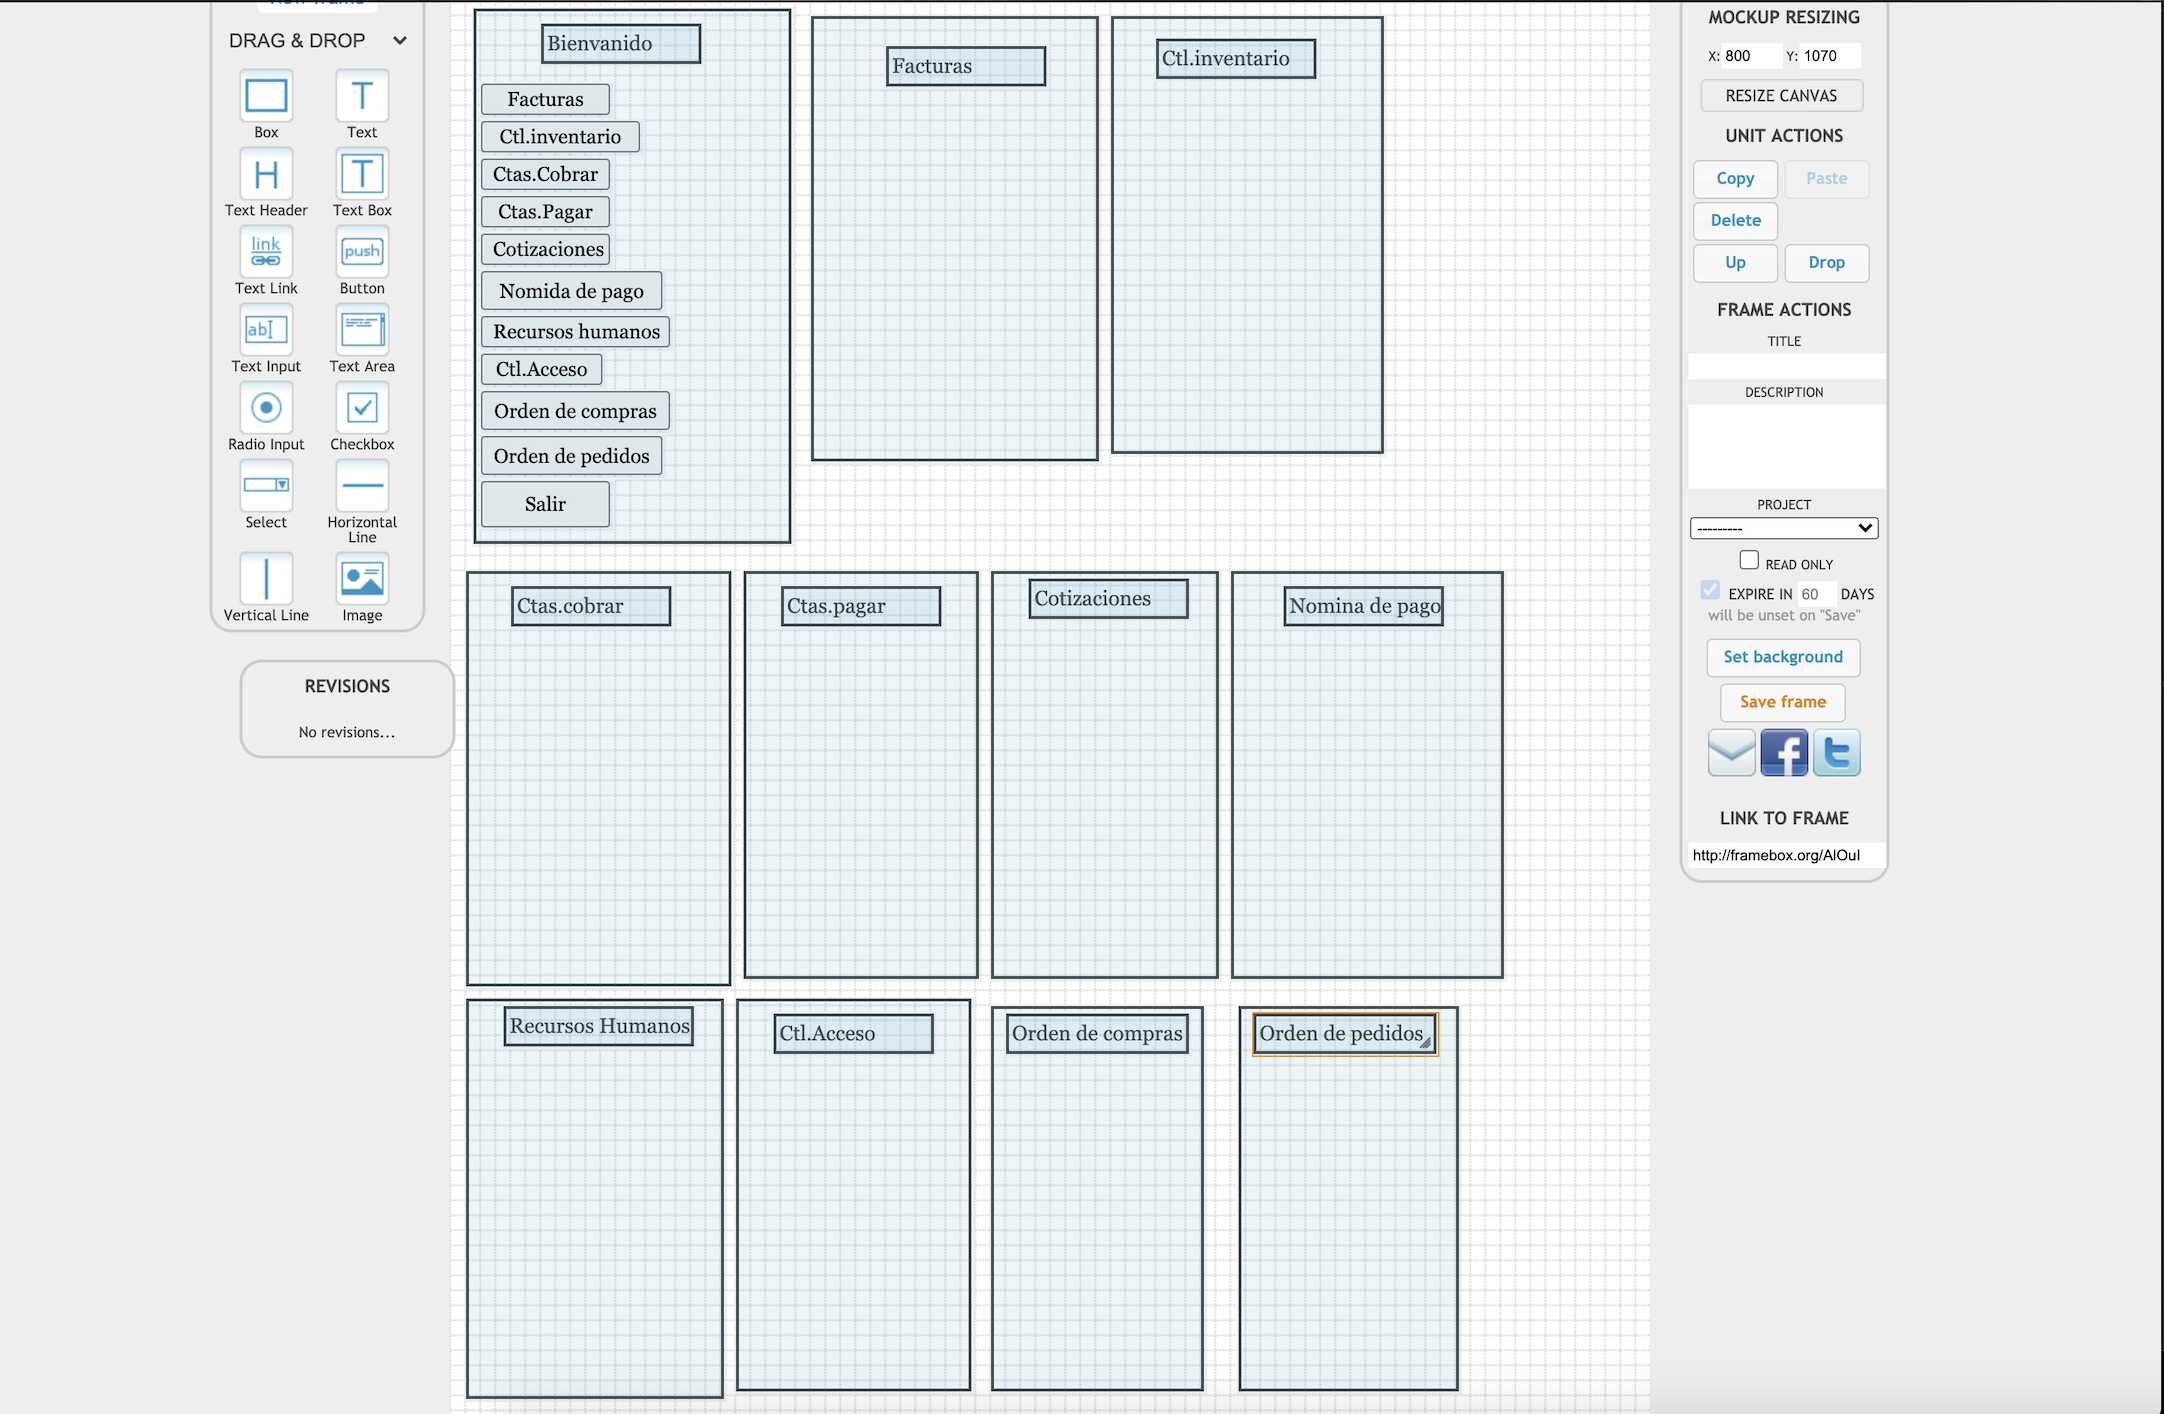 New frame
DRAG & DROP
Box
Text
Text Header
Text Box
link
Text Link
push
Button
ab
Text Input
Text Area
Radio Input
Checkbox
Select
Horizontal
Line
Vertical Line
Image
REVISIONS
No revisions...
Bienvanido
Facturas
Ctl.inventario
Ctas.Cobrar
Ctas.Pagar
Cotizaciones
Nomida de pago
Recursos humanos
Ctl.Acceso
Orden de compras
Orden de pedidos
Salir
Facturas
Ctl.inventario
Ctas.cobrar
Ctas.pagar
Cotizaciones
Nomina de pago
Recursos Humanos
Ctl.Acceso
Orden de compras
Orden de pedidos
MOCKUP RESIZING
X: 800 Y: 1070
RESIZE CANVAS
UNIT ACTIONS
Copy Paste
Delete
Up Drop
FRAME ACTIONS
TITLE
DESCRIPTION
PROJECT
---------
READ ONLY
EXPIRE IN 60 DAYS
will be unset on "Save"
Set background
Save frame
LINK TO FRAME
http://framebox.org/AlOuI